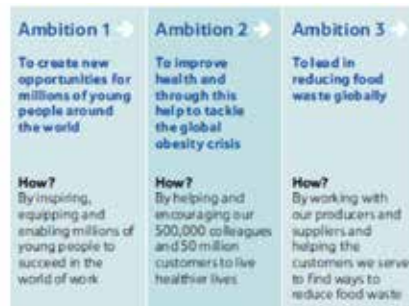 Ambition 1
To create new
opportunities for
millions of young
people around
the world
How?
By inspiring,
equipping and
enabling millions of
young people to
succeed in the
world of work
Ambition 2
To improve
health and
through this
help to tackle
the global
obesity crisis
How?
By helping and
encouraging our
500,000 colleagues
and 50 million
customers to live
healthier lives
Ambition 3
To lead in
reducing food
waste globally
How?
By working with
our producers and
suppliers and
helping the
customers we serve
to find ways to
reduce food waste